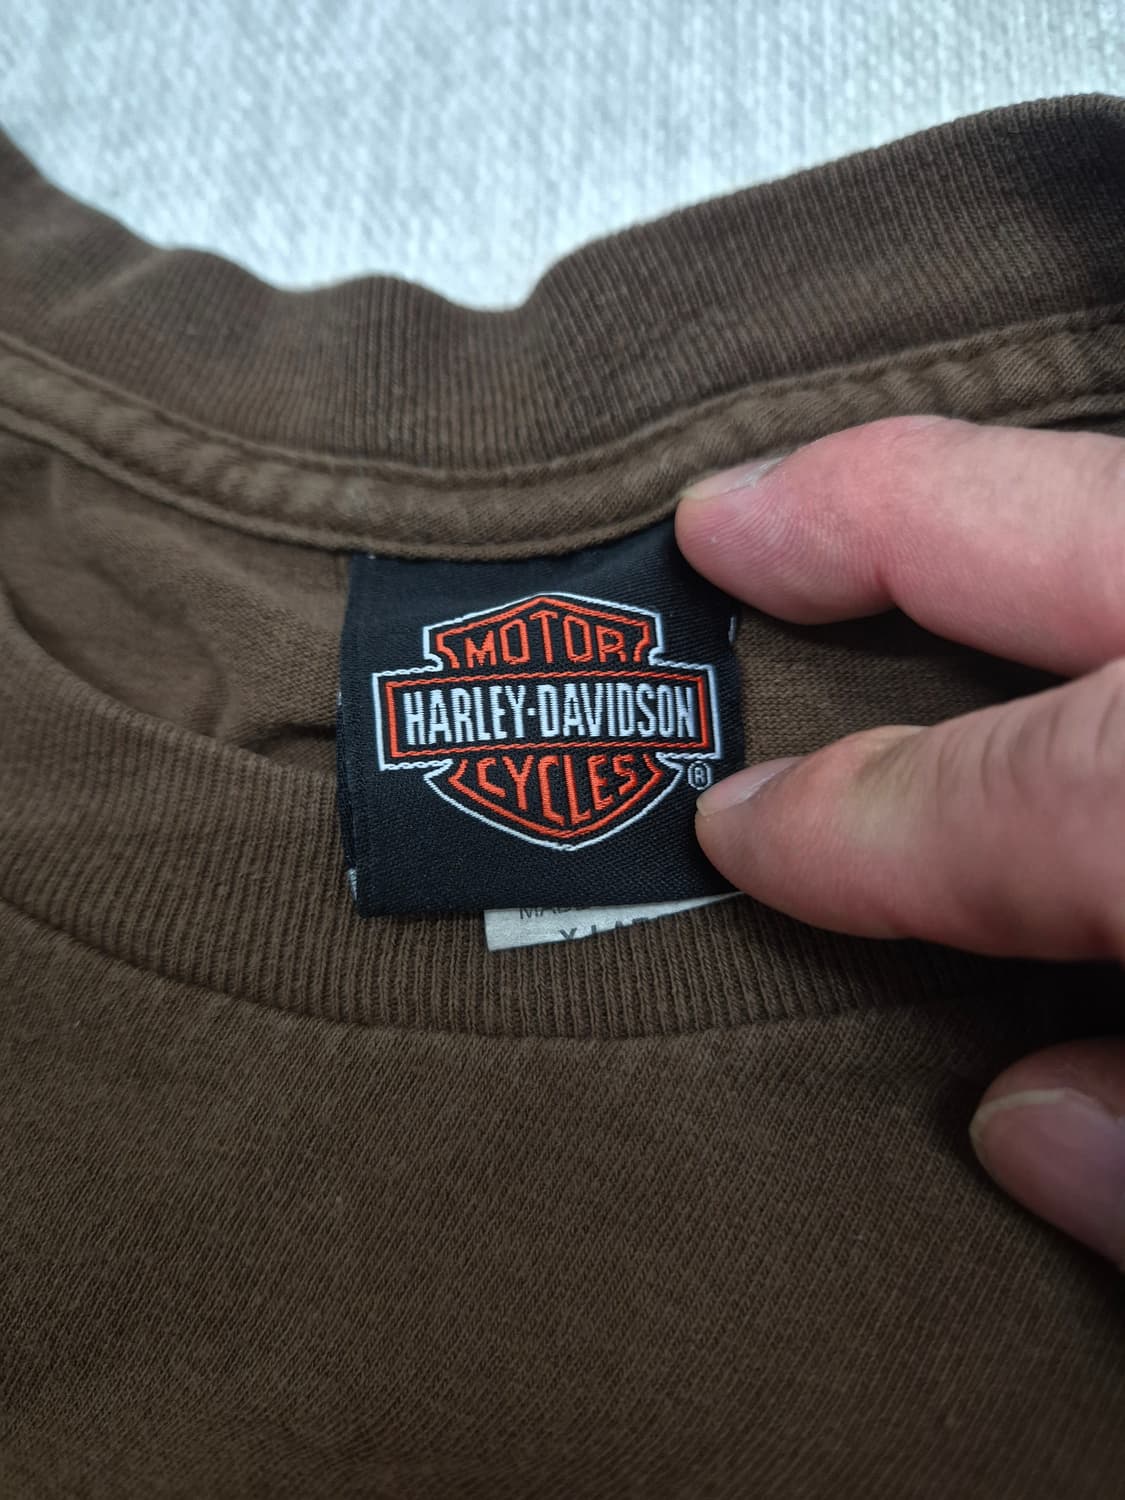 MOTOR
HARLEY-DAVIDSON
CYCLES
®